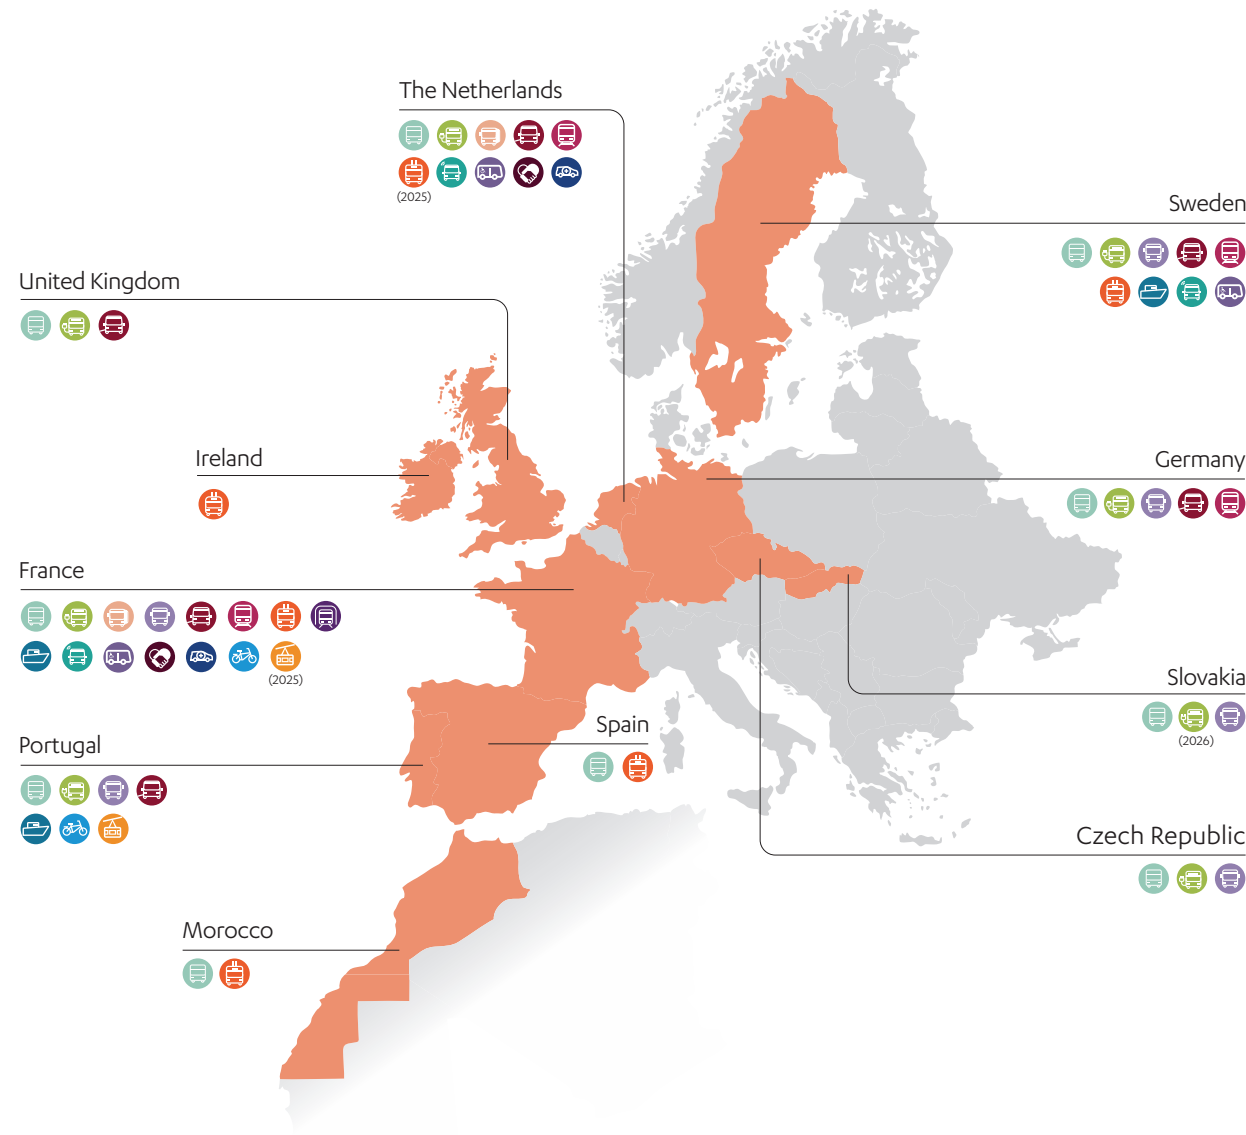 The Netherlands
(2025)
Sweden
United Kingdom
Ireland
Germany
France
(2025)
Slovakia
(2026)
Spain
Portugal
Czech Republic
Morocco